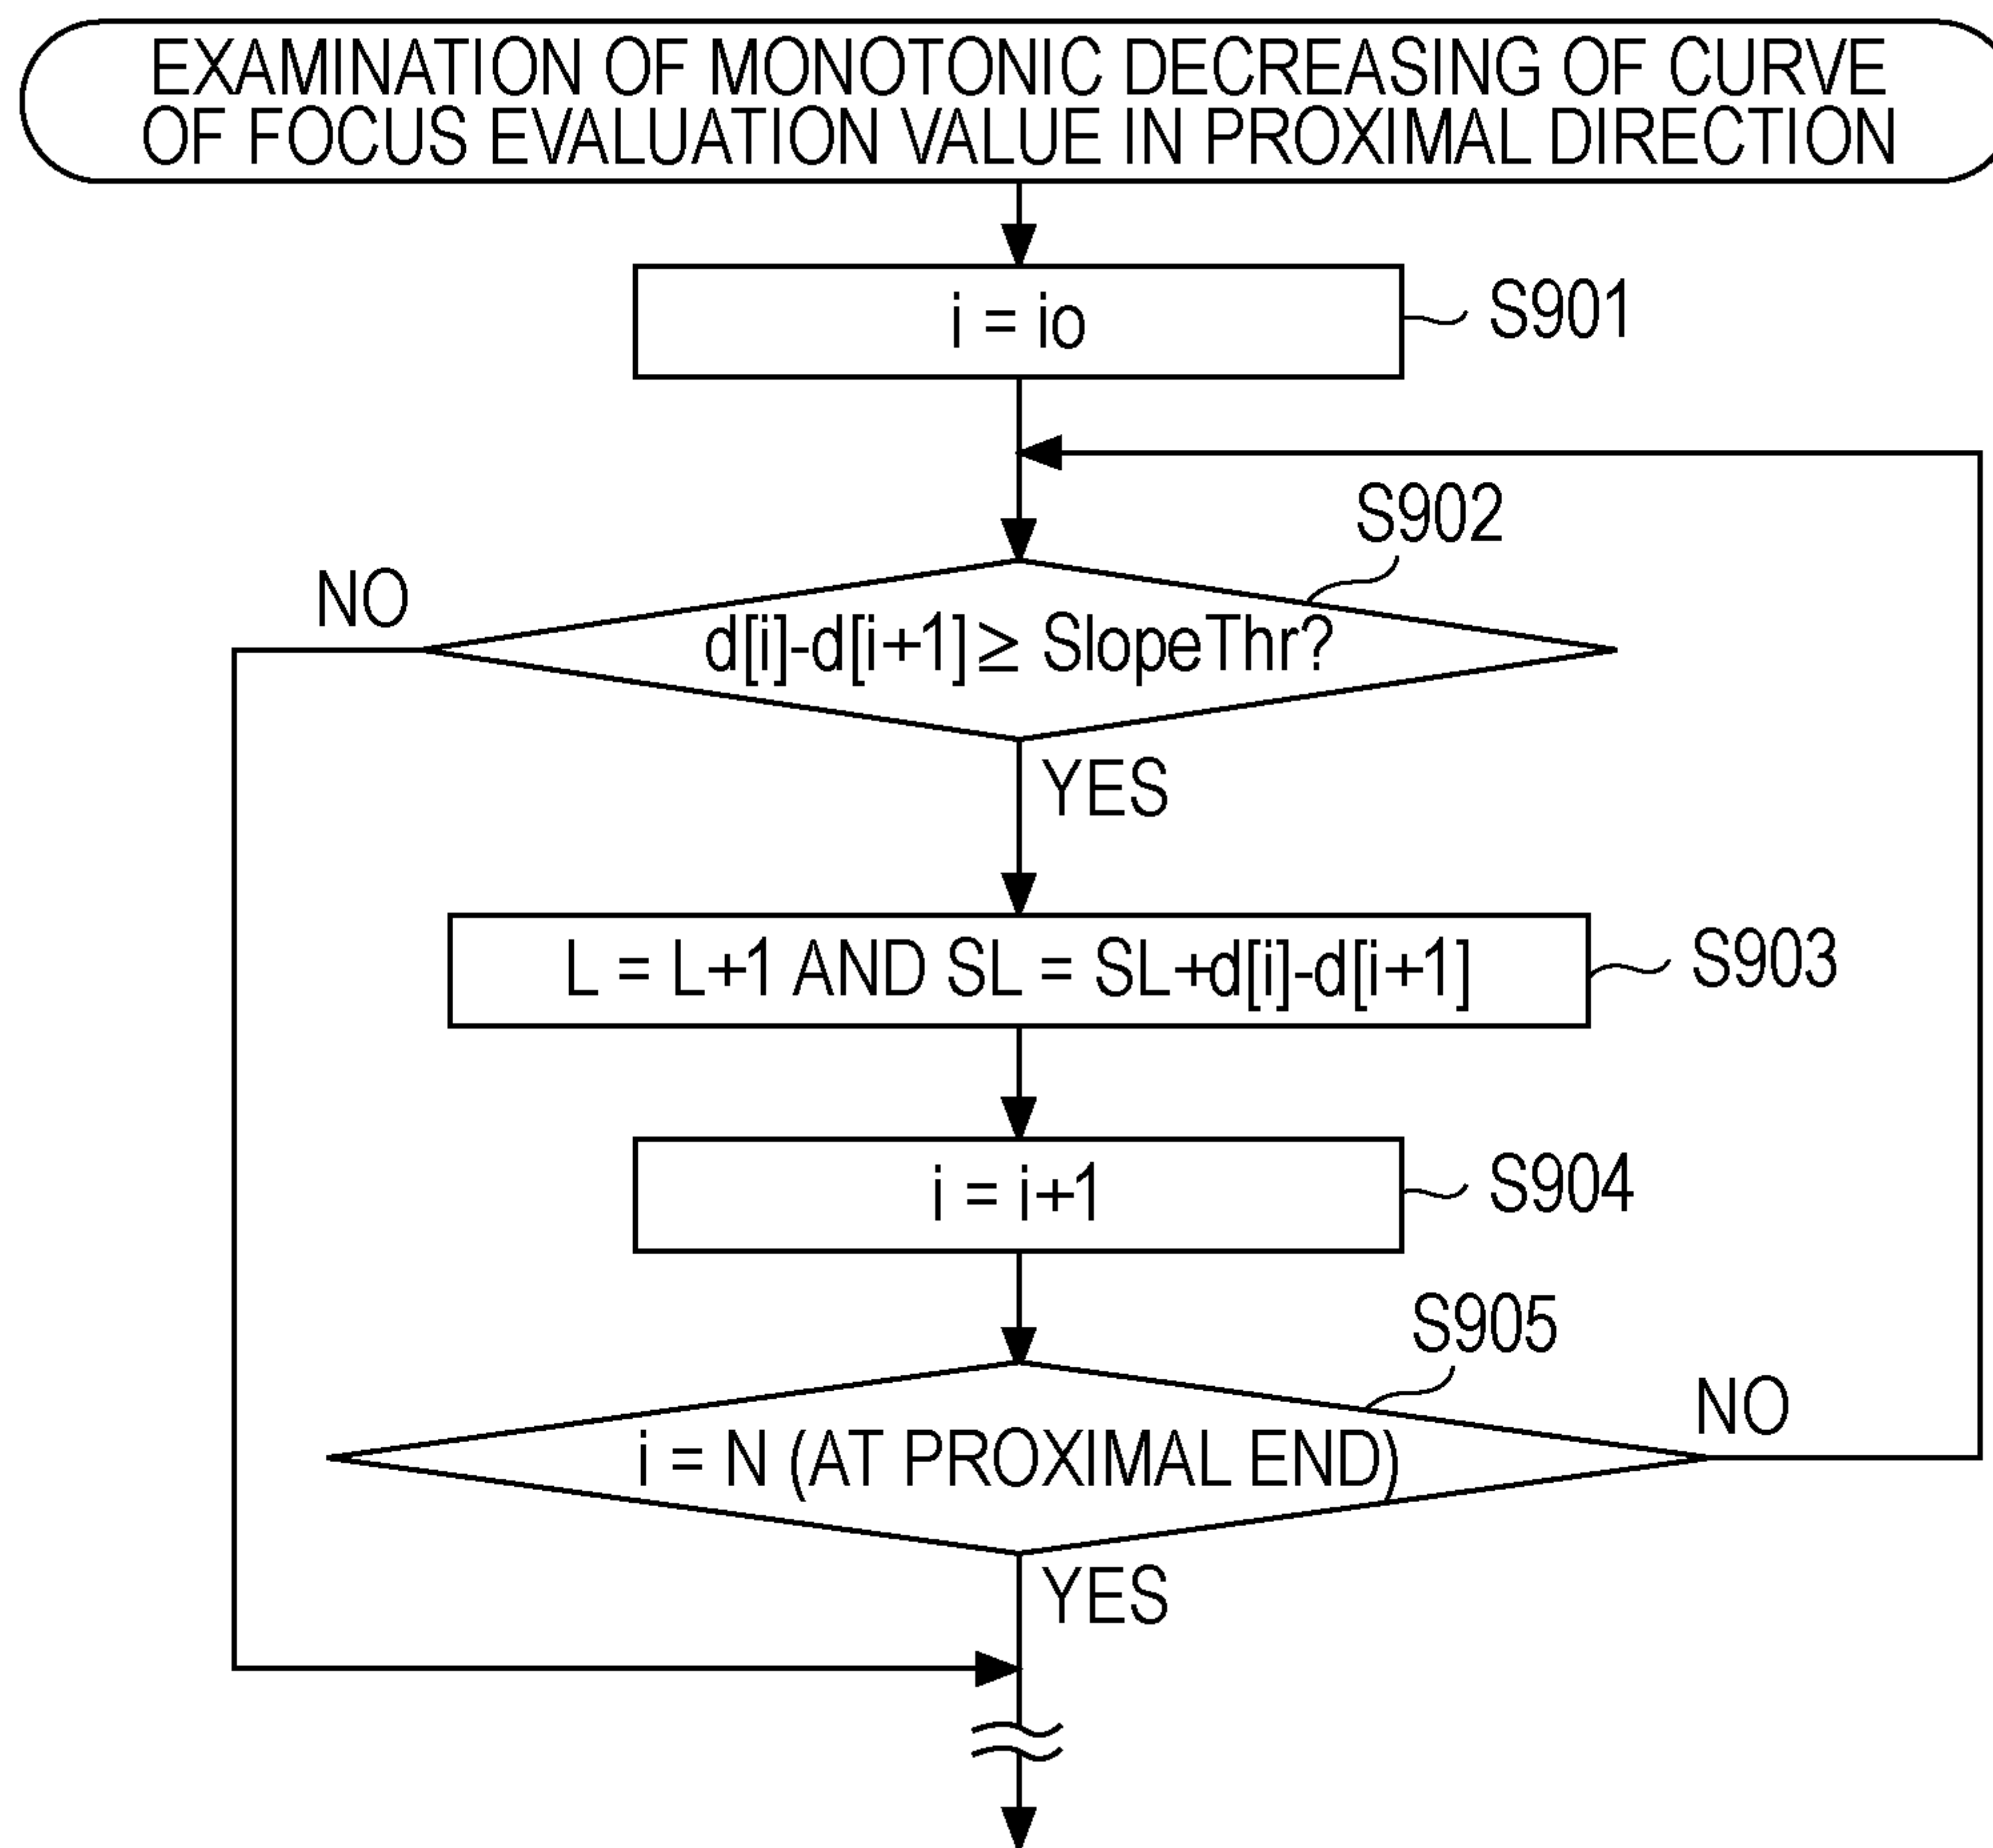 EXAMINATION OF MONOTONIC DECREASING OF CURVE
OF FOCUS EVALUATION VALUE IN PROXIMAL DIRECTION
i = io
S901
S902
NO
d[i]-d[i+1]≥ SlopeThr?
YES
L = L+1 AND SL = SL+d[i]-d[i+1]
S903
i = i+1
S904
S905
NO
i = N (AT PROXIMAL END)
YES